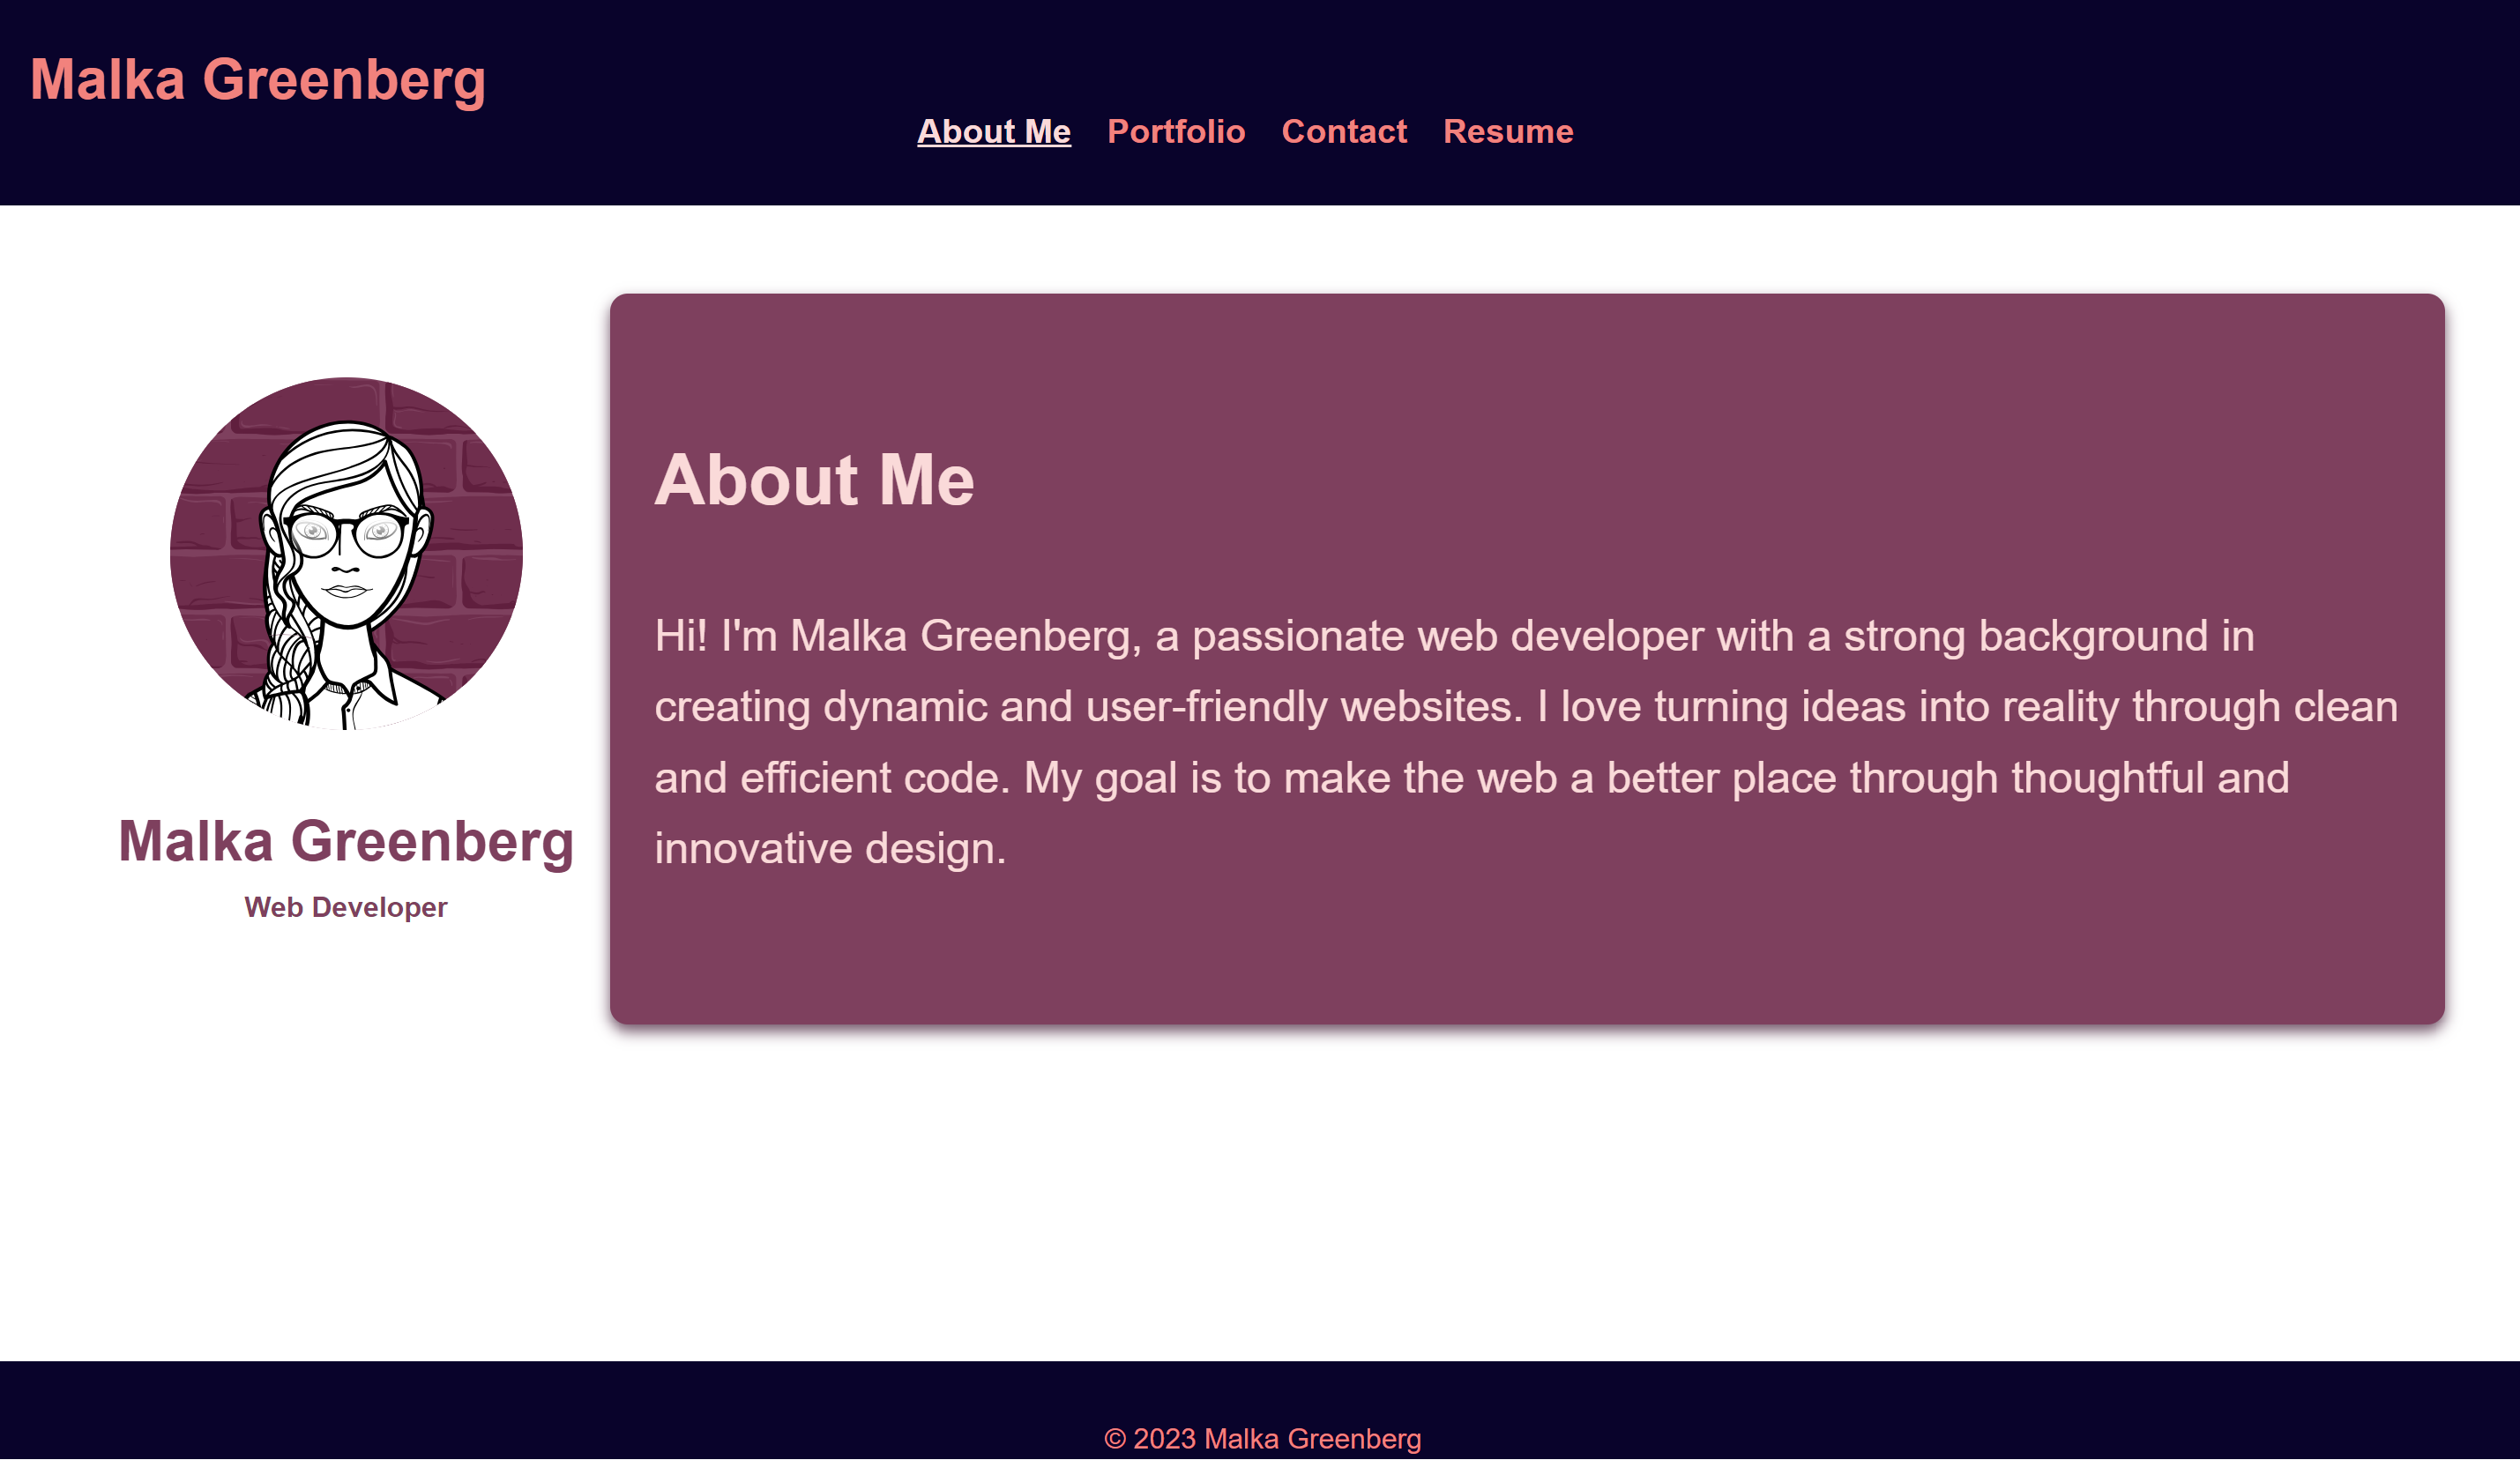 Malka Greenberg
About Me Portfolio Contact Resume
About Me
Hi! I'm Malka Greenberg, a passionate web developer with a strong background in
creating dynamic and user-friendly websites. I love turning ideas into reality through clean
and efficient code. My goal is to make the web a better place through thoughtful and
innovative design.
Malka Greenberg
Web Developer
© 2023 Malka Greenberg